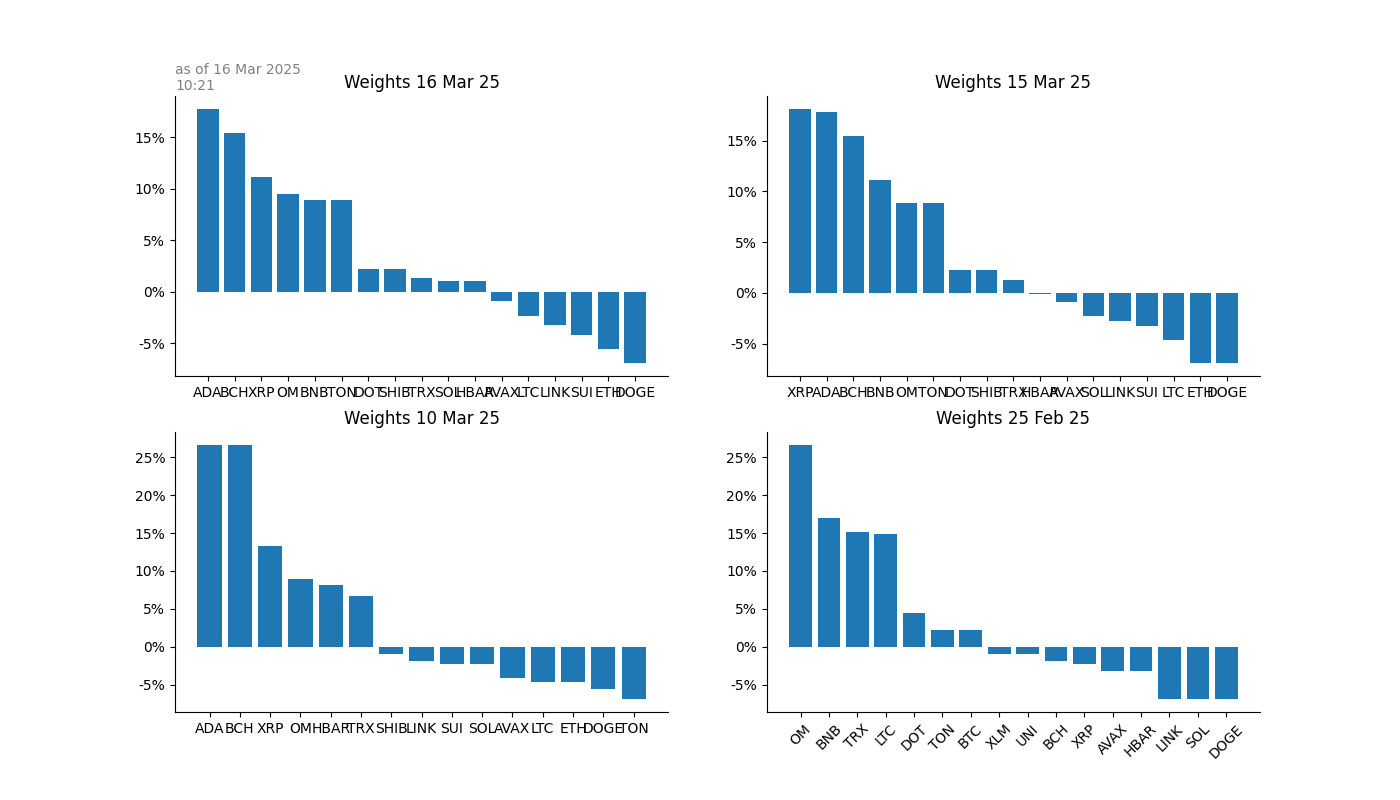 as of 16 Mar 2025
10:21
Weights 16 Mar 25
15%
10%
5%
0%
-5%
ADA BCH XRP OM BNB TON DOT SHIB TRX SOL HBAR AVAX LTC LINK SUI ETH DOGE
Weights 15 Mar 25
15%
10%
5%
0%
-5%
XRP ADA BCH BNB OM TON DOT SHIB TRX HBAR AVAX SOL LINK SUI LTC ETH DOGE
Weights 10 Mar 25
25%
20%
15%
10%
5%
0%
-5%
ADA BCH XRP OM HBAR TRX SHIB LINK SUI SOL AVAX LTC ETH DOGE TON
Weights 25 Feb 25
25%
20%
15%
10%
5%
0%
-5%
OM BNB TRX LTC DOT TON BTC XLM UNI BCH XRP AVAX HBAR LINK SOL DOGE